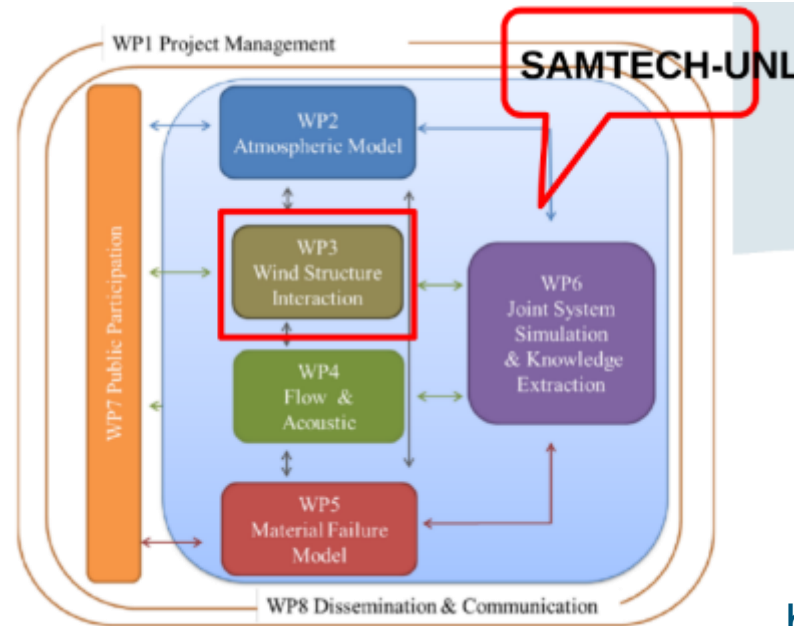 WP1 Project Management
SAMTECH-UNL
WP2
Atmospheric Model
WP7 Public Participation
WP3
Wind Structure
Interaction
WP6
Joint System
Simulation
& Knowledge
Extraction
WP4
Flow &
Acoustic
WP5
Material Failure
Model
WP8 Dissemination & Communication